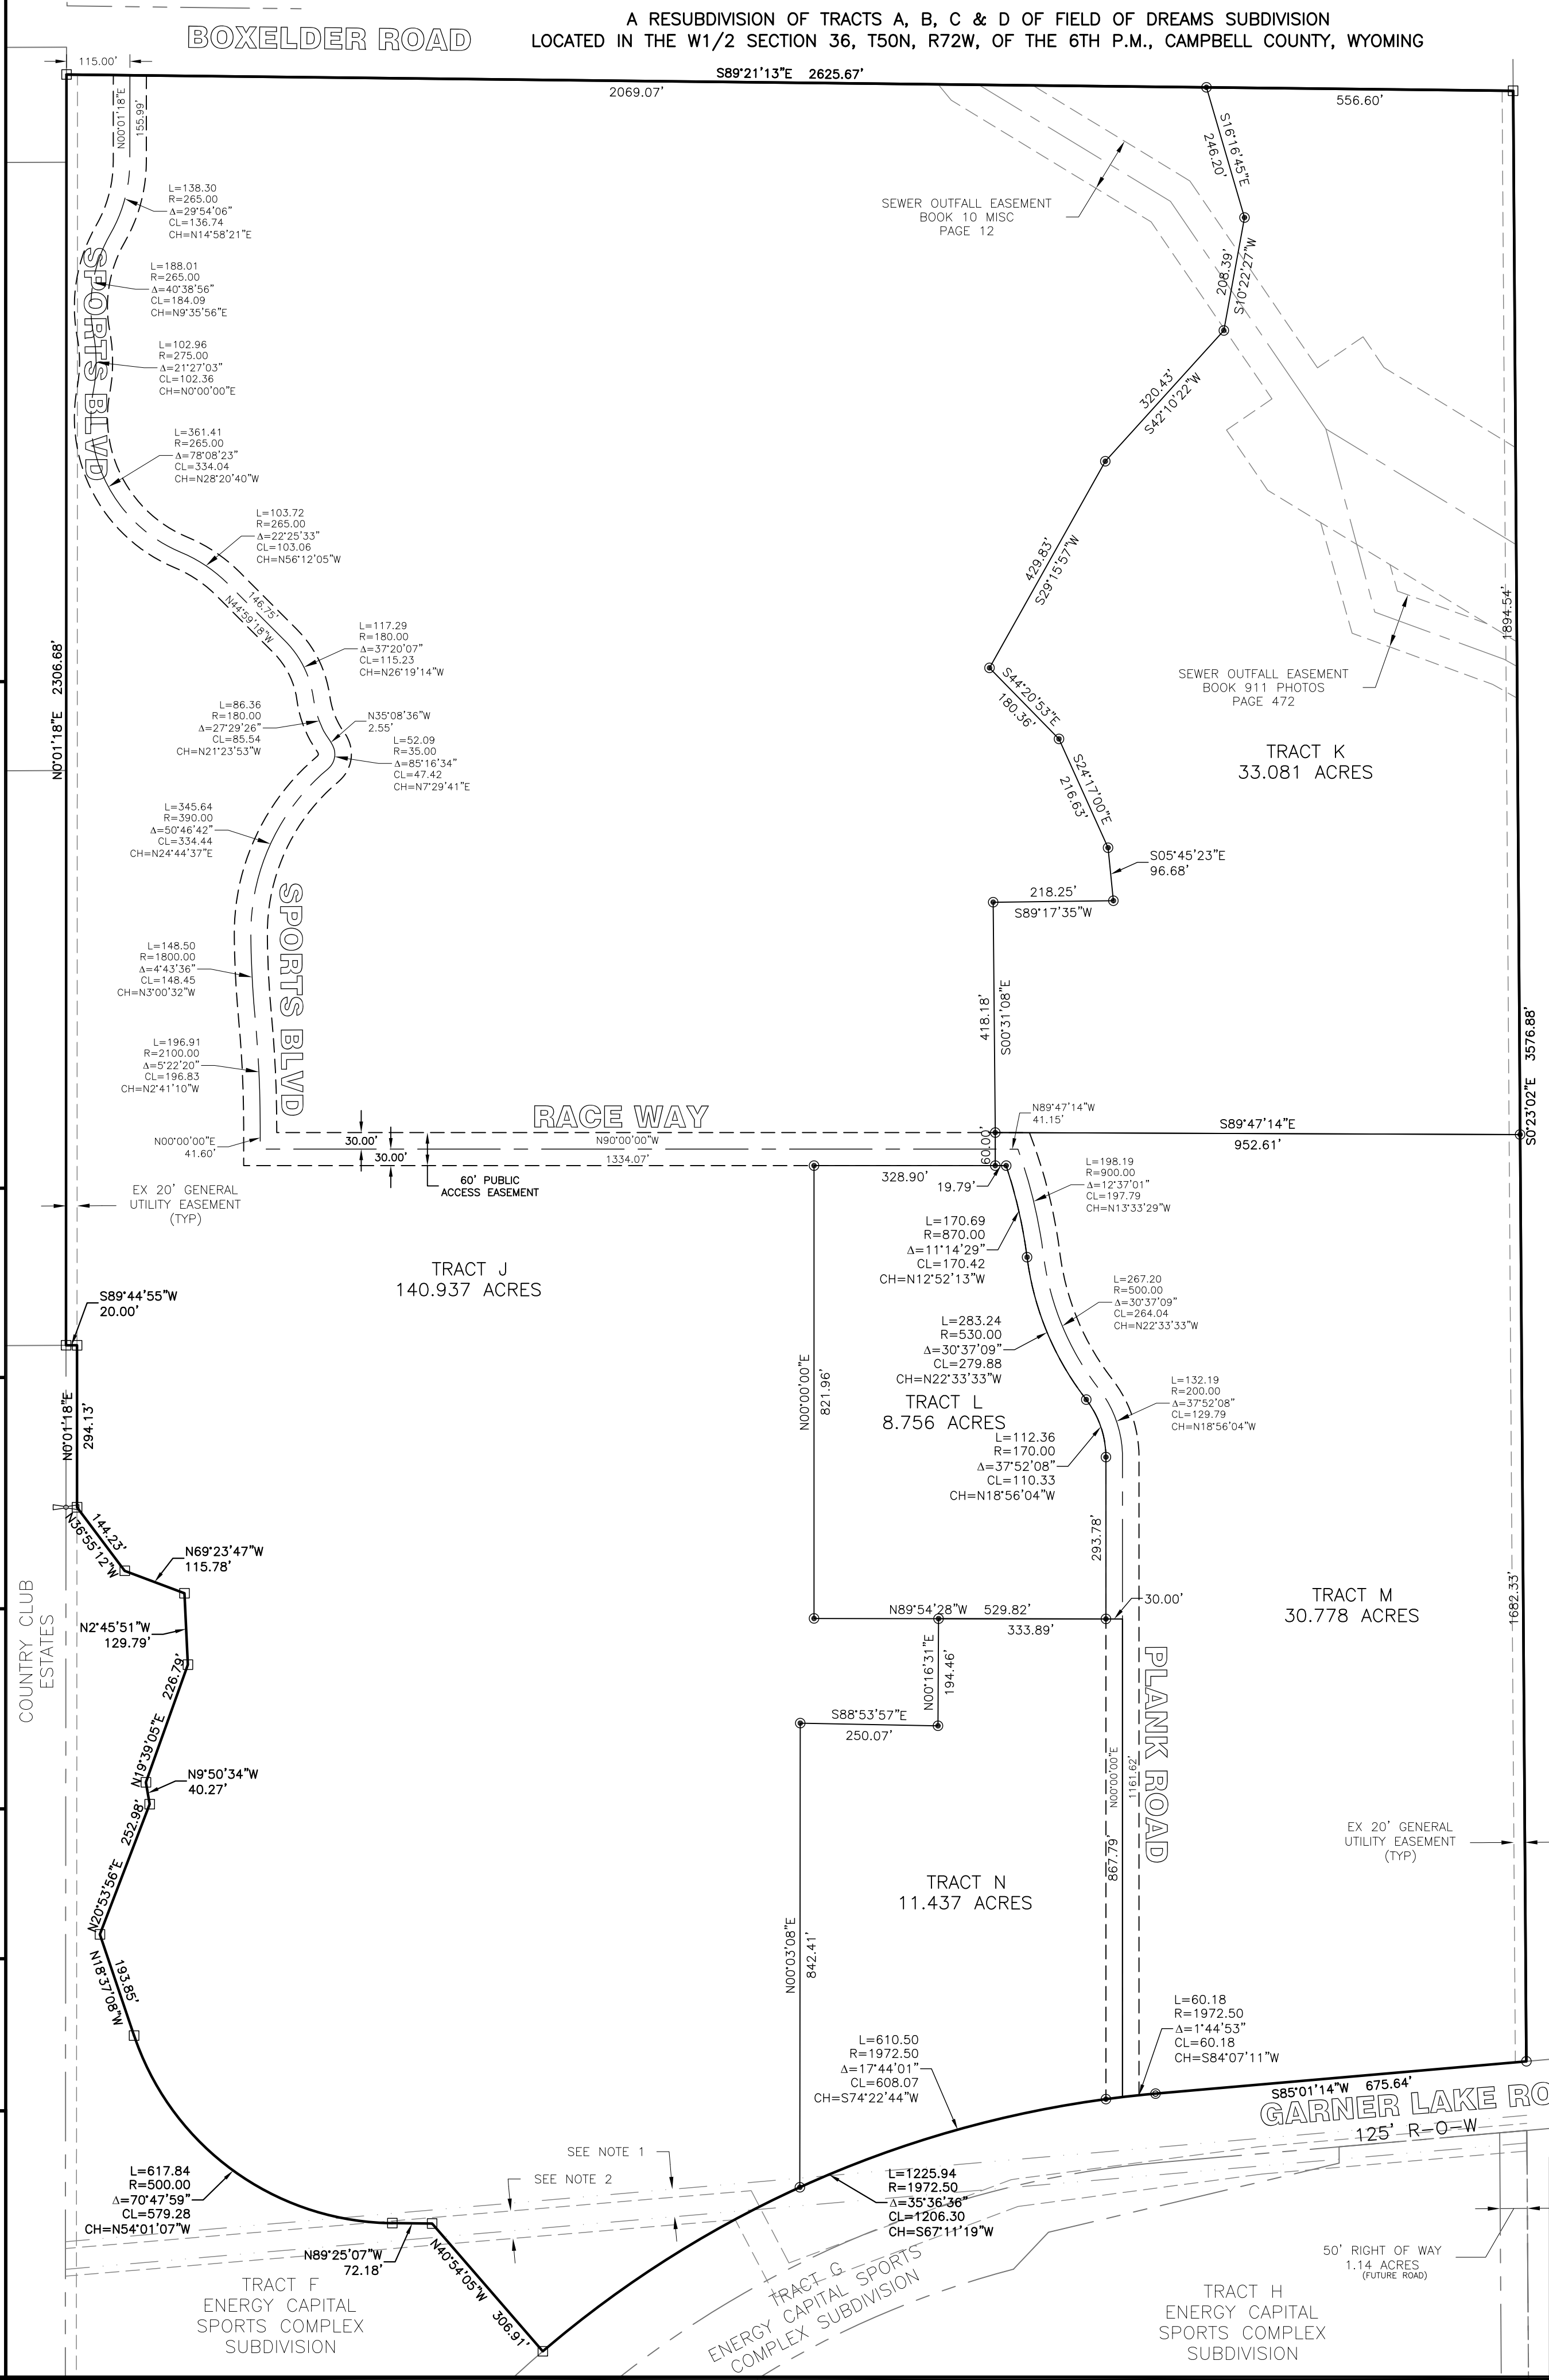 A RESUBDIVISION OF TRACTS A, B, C & D OF FIELD OF DREAMS SUBDIVISION
LOCATED IN THE W1/2 SECTION 36, T50N, R72W, OF THE 6TH P.M., CAMPBELL COUNTY, WYOMING
BOXELDER ROAD
115.00'
S89°21'13"E 2625.67'
2069.07'
556.60'
N00°01'18"E
155.99'
L=138.30
R=265.00
Δ=29°54'06"
CL=136.74
CH=N14°58'21"E
L=188.01
R=265.00
Δ=40°38'56"
CL=184.09
CH=N9°35'56"E
L=102.96
R=275.00
Δ=21°27'03"
CL=102.36
CH=N0°00'00"E
SPORTS BLVD
L=361.41
R=265.00
Δ=78°08'23"
CL=334.04
CH=N28°20'40"W
L=103.72
R=265.00
Δ=22°25'33"
CL=103.06
CH=N56°12'05"W
146.75'
N44°59'18"W
L=117.29
R=180.00
Δ=37°20'07"
CL=115.23
CH=N26°19'14"W
L=86.36
R=180.00
Δ=27°29'26"
CL=85.54
CH=N21°23'53"W
N35°08'36"W
2.55'
L=52.09
R=35.00
Δ=85°16'34"
CL=47.42
CH=N7°29'41"E
L=345.64
R=390.00
Δ=50°46'42"
CL=334.44
CH=N24°44'37"E
SPORTS BLVD
L=148.50
R=1800.00
Δ=4°43'36"
CL=148.45
CH=N3°00'32"W
L=196.91
R=2100.00
Δ=5°22'20"
CL=196.83
CH=N2°41'10"W
N00°00'00"E
41.60'
N0°01'18"E 2306.68'
SEWER OUTFALL EASEMENT
BOOK 10 MISC
PAGE 12
S16°16'45"E
246.20'
208.39'
S10°22'27"W
320.43'
S42°10'22"W
429.83'
S29°15'57"W
S44°20'53"E
180.36'
S24°17'00"E
216.63'
S05°45'23"E
96.68'
218.25'
S89°17'35"W
418.18'
S00°31'08"E
SEWER OUTFALL EASEMENT
BOOK 911 PHOTOS
PAGE 472
TRACT K
33.081 ACRES
1894.54'
S0°23'02"E 3576.88'
RACE WAY
30.00'
30.00'
N90°00'00"W
1334.07'
60' PUBLIC
ACCESS EASEMENT
60.00'
N89°47'14"W
41.15'
S89°47'14"E
952.61'
328.90'
19.79'
EX 20' GENERAL
UTILITY EASEMENT
(TYP)
TRACT J
140.937 ACRES
L=198.19
R=900.00
Δ=12°37'01"
CL=197.79
CH=N13°33'29"W
L=170.69
R=870.00
Δ=11°14'29"
CL=170.42
CH=N12°52'13"W
L=267.20
R=500.00
Δ=30°37'09"
CL=264.04
CH=N22°33'33"W
L=283.24
R=530.00
Δ=30°37'09"
CL=279.88
CH=N22°33'33"W
TRACT L
8.756 ACRES
L=132.19
R=200.00
Δ=37°52'08"
CL=129.79
CH=N18°56'04"W
L=112.36
R=170.00
Δ=37°52'08"
CL=110.33
CH=N18°56'04"W
N00°00'00"E
821.96'
293.78'
S89°44'55"W
20.00'
N0°01'18"E
294.13'
144.23'
N36°55'12"W
N69°23'47"W
115.78'
N2°45'51"W
129.79'
N19°39'05"E 226.79'
N9°50'34"W
40.27'
N20°53'56"E 252.98'
193.85'
N18°37'08"W
COUNTRY CLUB
ESTATES
N89°54'28"W 529.82'
333.89'
30.00'
N00°16'31"E
194.46'
S88°53'57"E
250.07'
N00°03'08"E
842.41'
TRACT M
30.778 ACRES
1682.33'
PLANK ROAD
N00°00'00"E
1161.62'
867.79'
TRACT N
11.437 ACRES
EX 20' GENERAL
UTILITY EASEMENT
(TYP)
L=60.18
R=1972.50
Δ=1°44'53"
CL=60.18
CH=S84°07'11"W
L=610.50
R=1972.50
Δ=17°44'01"
CL=608.07
CH=S74°22'44"W
S85°01'14"W 675.64'
GARNER LAKE RO
125' R-O-W
SEE NOTE 1
SEE NOTE 2
L=617.84
R=500.00
Δ=70°47'59"
CL=579.28
CH=N54°01'07"W
L=1225.94
R=1972.50
Δ=35°36'36"
CL=1206.30
CH=S67°11'19"W
N89°25'07"W
72.18'
N40°54'05"W 306.91'
TRACT F
ENERGY CAPITAL
SPORTS COMPLEX
SUBDIVISION
TRACT G
ENERGY CAPITAL SPORTS
COMPLEX SUBDIVISION
TRACT H
ENERGY CAPITAL
SPORTS COMPLEX
SUBDIVISION
50' RIGHT OF WAY
1.14 ACRES
(FUTURE ROAD)